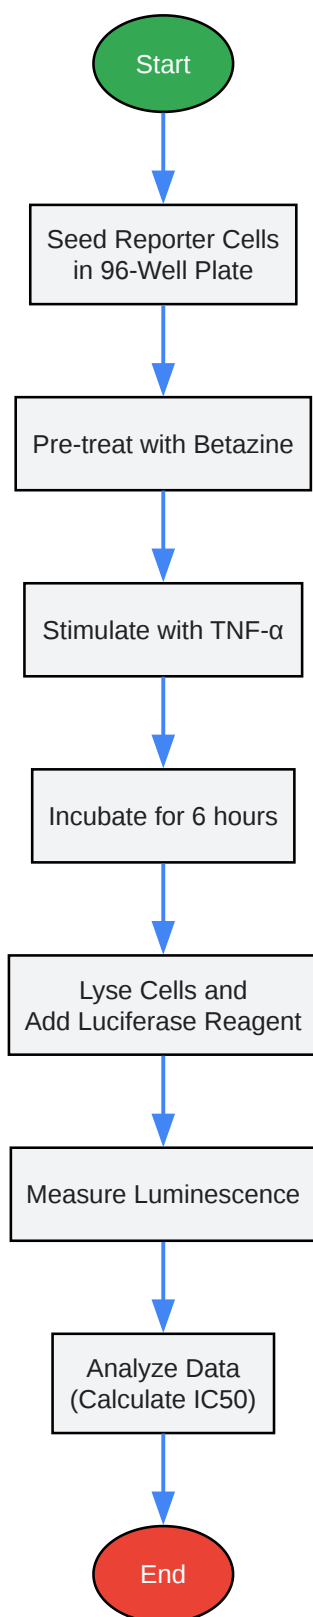 Start
Seed Reporter Cells
in 96-Well Plate
Pre-treat with Betazine
Stimulate with TNF-α
Incubate for 6 hours
Lyse Cells and
Add Luciferase Reagent
Measure Luminescence
Analyze Data
(Calculate IC50)
End